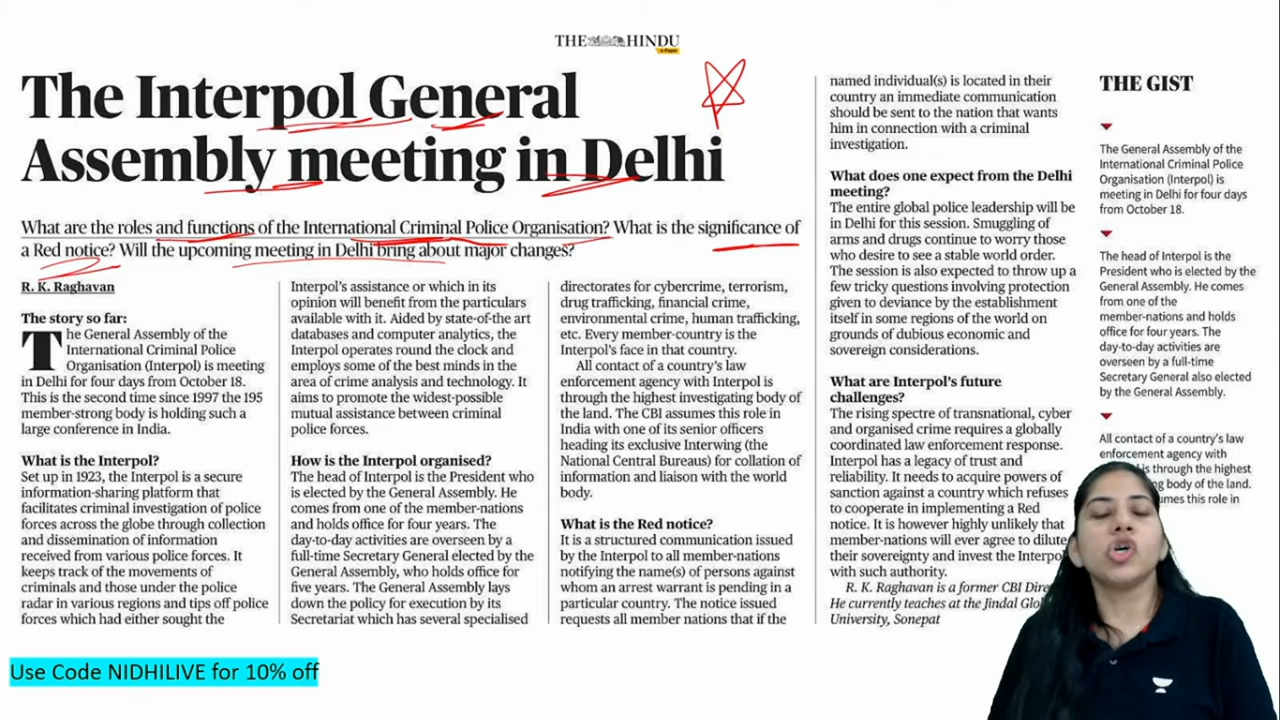 THE HINDU
e-Paper
The Interpol General
Assembly meeting in Delhi
What are the roles and functions of the International Criminal Police Organisation? What is the significance of
a Red notice? Will the upcoming meeting in Delhi bring about major changes?
R. K. Raghavan
The story so far:
The General Assembly of the
International Criminal Police
Organisation (Interpol) is meeting
in Delhi for four days from October 18.
This is the second time since 1997 the 195
member-strong body is holding such a
large conference in India.
What is the Interpol?
Set up in 1923, the Interpol is a secure
information-sharing platform that
facilitates criminal investigation of police
forces across the globe through collection
and dissemination of information
received from various police forces. It
keeps track of the movements of
criminals and those under the police
radar in various regions and tips off police
forces which had either sought the
Interpol's assistance or which in its
opinion will benefit from the particulars
available with it. Aided by state-of-the art
databases and computer analytics, the
Interpol operates round the clock and
employs some of the best minds in the
area of crime analysis and technology. It
aims to promote the widest-possible
mutual assistance between criminal
police forces.
How is the Interpol organised?
The head of Interpol is the President who
is elected by the General Assembly. He
comes from one of the member-nations
and holds office for four years. The
day-to-day activities are overseen by a
full-time Secretary General elected by the
General Assembly, who holds office for
five years. The General Assembly lays
down the policy for execution by its
Secretariat which has several specialised
directorates for cybercrime, terrorism,
drug trafficking, financial crime,
environmental crime, human trafficking,
etc. Every member-country is the
Interpol's face in that country.
All contact of a country's law
enforcement agency with Interpol is
through the highest investigating body of
the land. The CBI assumes this role in
India with one of its senior officers
heading its exclusive Interwing (the
National Central Bureaus) for collation of
information and liaison with the world
body.
What is the Red notice?
It is a structured communication issued
by the Interpol to all member-nations
notifying the name(s) of persons against
whom an arrest warrant is pending in a
particular country. The notice issued
requests all member nations that if the
named individual(s) is located in their
country an immediate communication
should be sent to the nation that wants
him in connection with a criminal
investigation.
What does one expect from the Delhi
meeting?
The entire global police leadership will be
in Delhi for this session. Smuggling of
arms and drugs continue to worry those
who desire to see a stable world order.
The session is also expected to throw up a
few tricky questions involving protection
given to deviance by the establishment
itself in some regions of the world on
grounds of dubious economic and
sovereign considerations.
What are Interpol's future
challenges?
The rising spectre of transnational, cyber
and organised crime requires a globally
coordinated law enforcement response.
Interpol has a legacy of trust and
reliability. It needs to acquire powers of
sanction against a country which refuses
to cooperate in implementing a Red
notice. It is however highly unlikely that
member-nations will ever agree to dilute
their sovereignty and invest the Interpol
with such authority.
R. K. Raghavan is a former CBI
He currently teaches at the Jindal
University, Sonepat
THE GIST
The General Assembly of the
International Criminal Police
Organisation (Interpol) is
meeting in Delhi for four days
from October 18.
The head of Interpol is the
President who is elected by the
General Assembly. He comes
from one of the
member-nations and holds
office for four years. The
day-to-day activities are
overseen by a full-time
Secretary General also elected
by the General Assembly.
All contact of a country's law
enforcement agency with
is through the highest
body of the land.
this role in
Use Code NIDHILIVE for 10% off